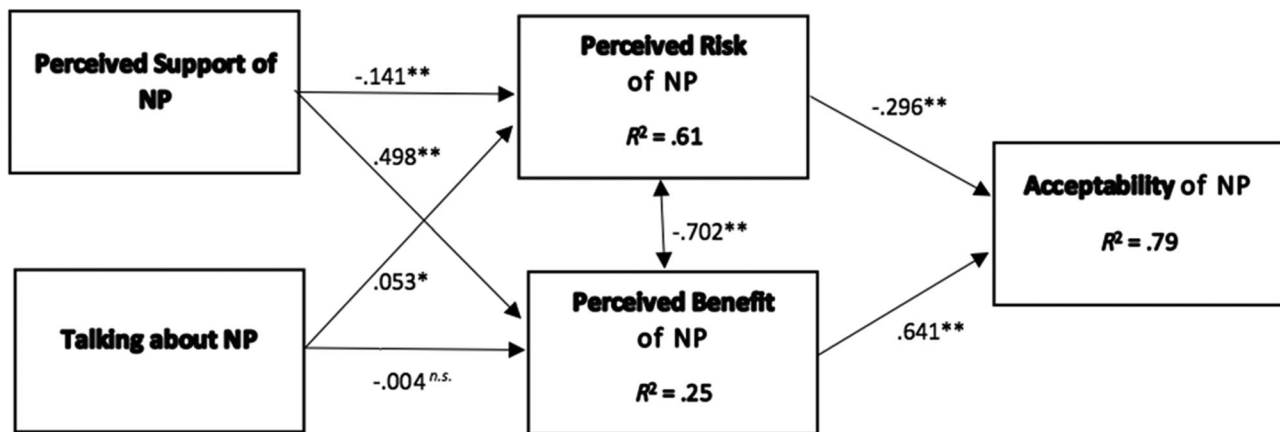 Perceived Support of
NP
-.141**
.498**
Perceived Risk
of NP
R² = .61
-.296**
Acceptability of NP
R² = .79
-.702**
Talking about NP
.053*
-.004 n.s.
Perceived Benefit
of NP
R² = .25
.641**